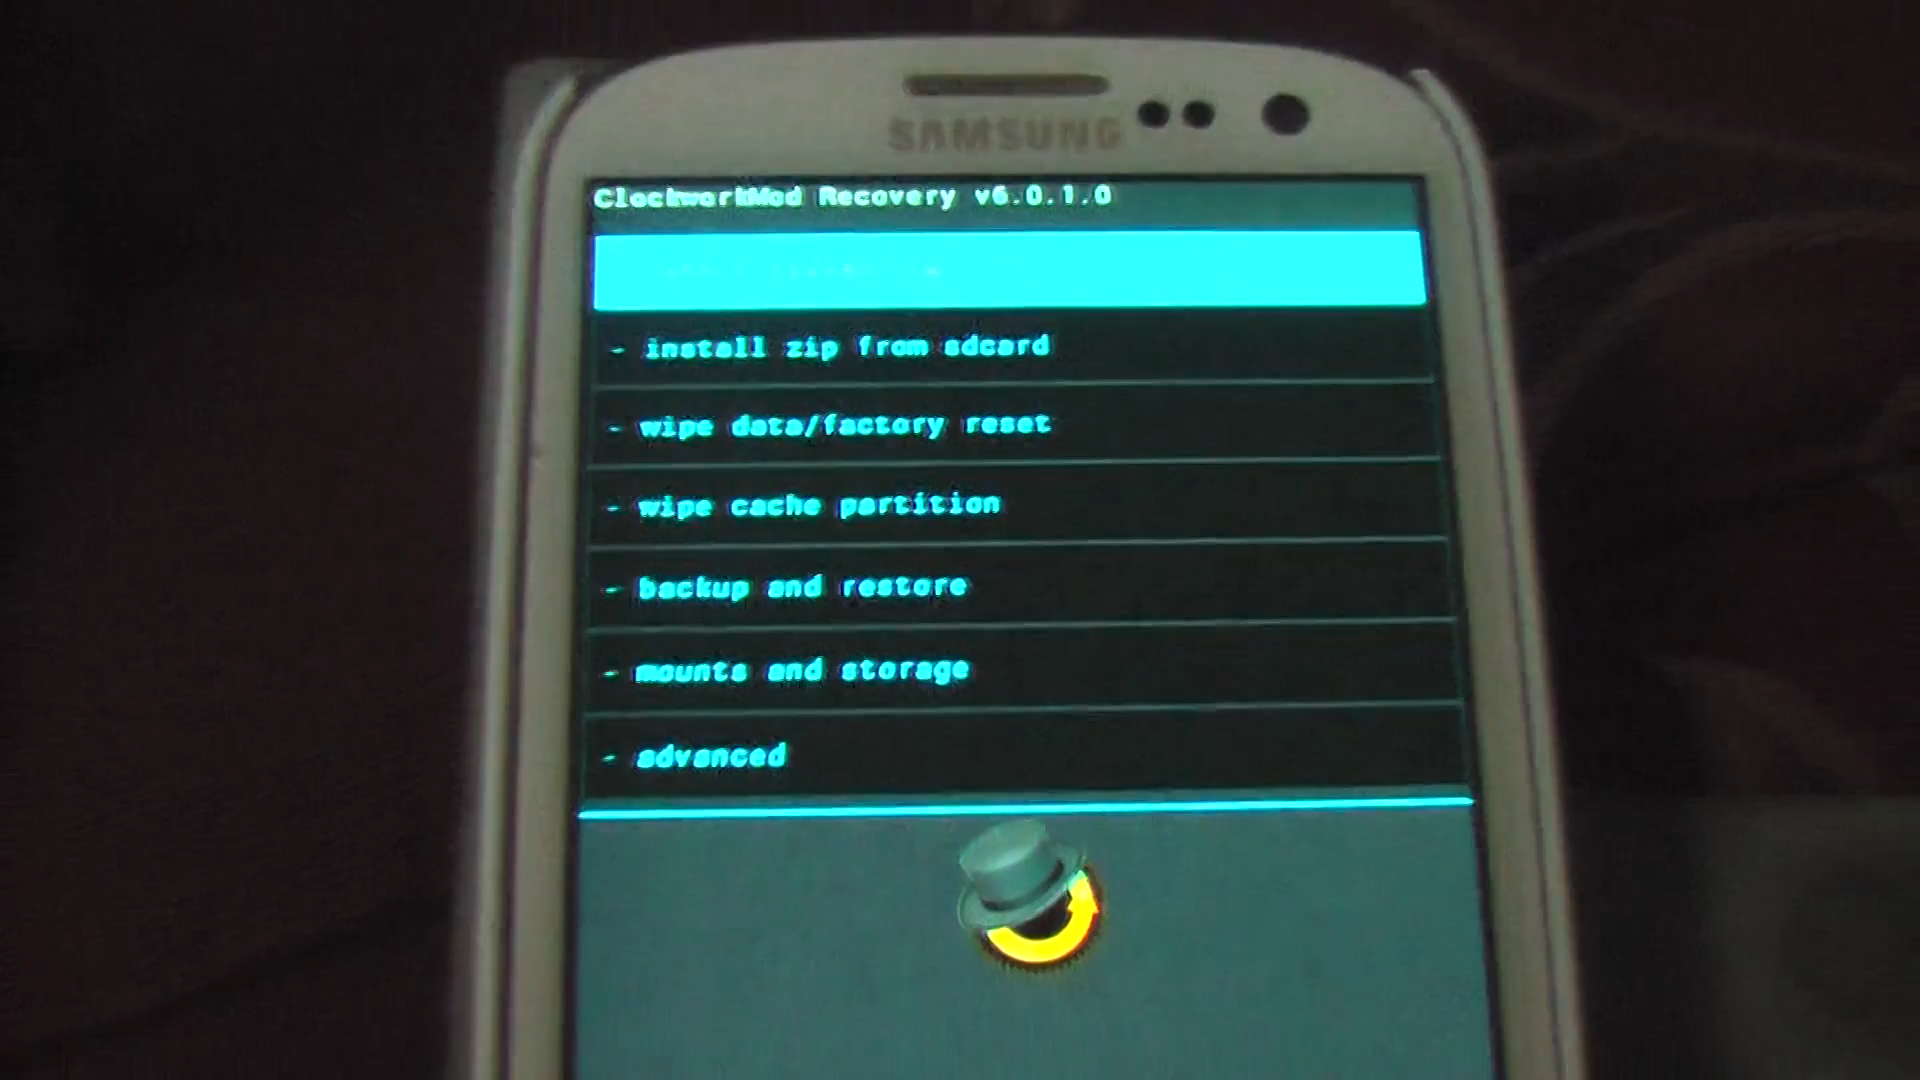 SAMSUNG
ClockworkMod Recovery v6.0.1.0
- install zip from sdcard
- wipe data/factory reset
- wipe cache partition
- backup and restore
- mounts and storage
- advanced